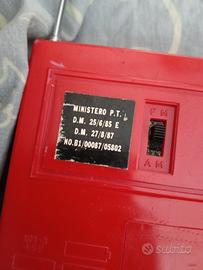 MINISTERO P.T.
D.M. 25/6/85 E
D.M. 27/8/87
NO.B1/00087/05802
FM
AM
subito